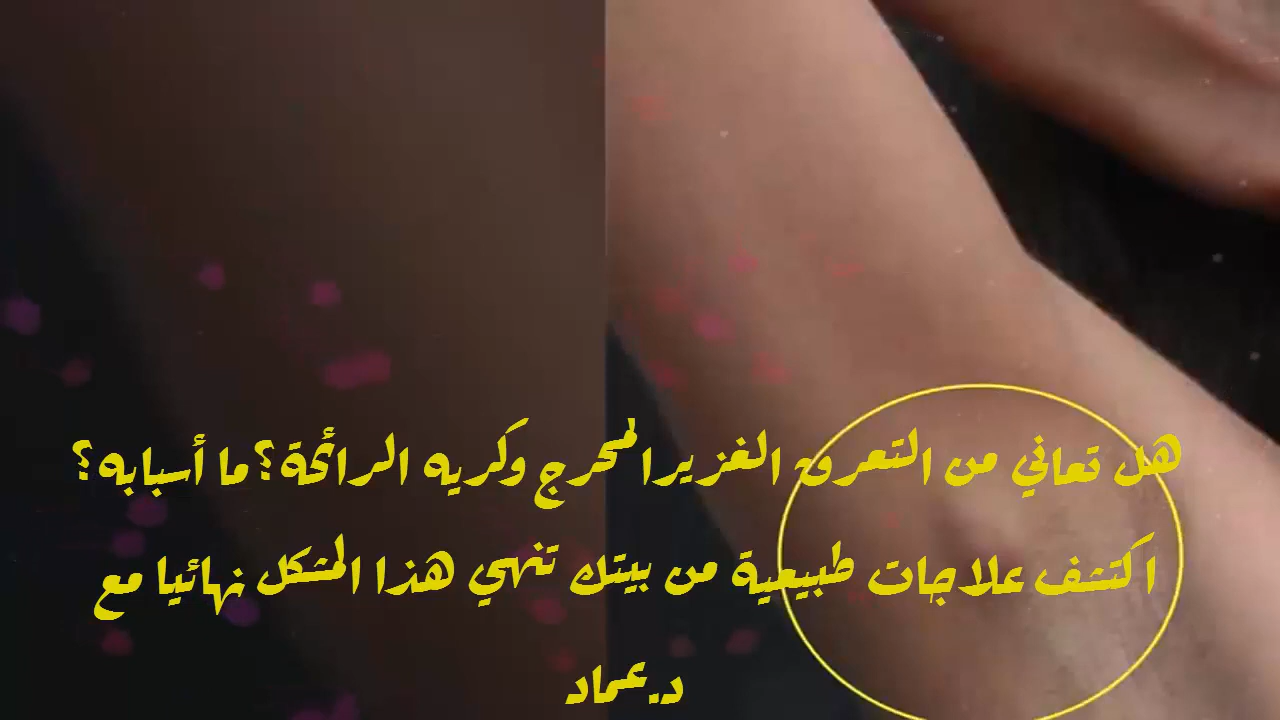 هل تعاني من التعرق الغزير المحرج وكريه الرائحة؟ ما أسبابه؟
اكتشف علاجات طبيعية من بيتك تنهي هذا المشكل نهائيا مع
د.عماد